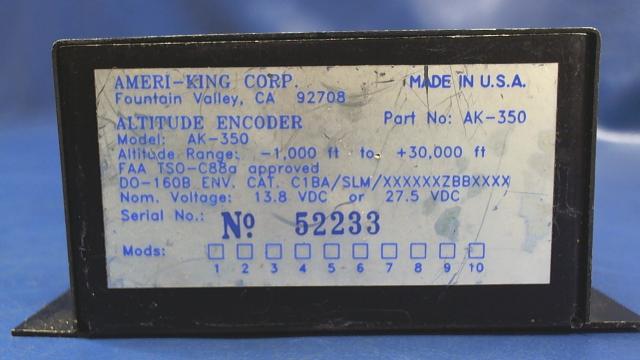 AMERI-KING CORP. MADE IN U.S.A.
Fountain Valley, CA 92708
ALTITUDE ENCODER Part No: AK-350
Model: AK-350
Altitude Range: -1,000 ft to +30,000 ft
FAA TSO-C88a approved
DO-160B ENV. CAT. C1BA/SLM/XXXXXXZBBXXXX
Nom. Voltage: 13.8 VDC or 27.5 VDC
Serial No.: Nº 52233
Mods:
1 2 3 4 5 6 7 8 9 10